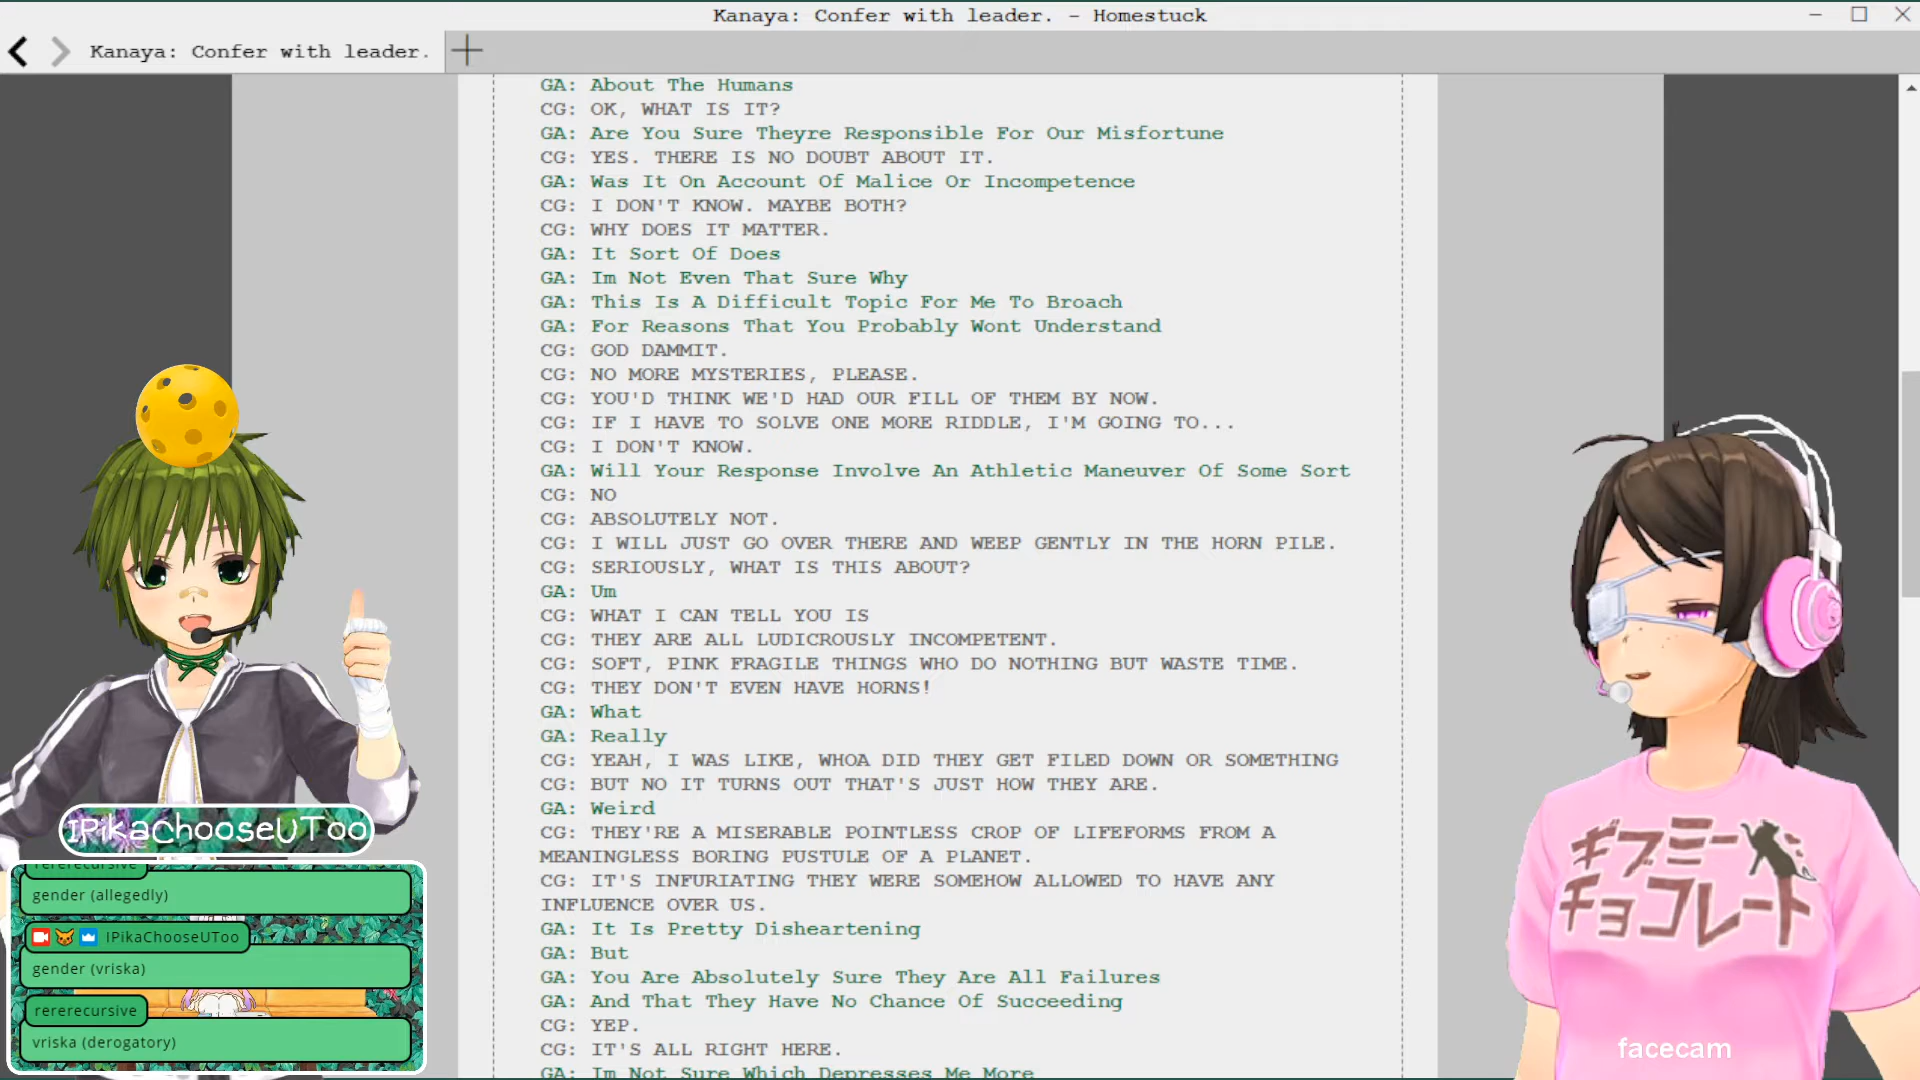 Kanaya: Confer with leader. - Homestuck
Kanaya: Confer with leader.
GA: About The Humans
CG: OK, WHAT IS IT?
GA: Are You Sure Theyre Responsible For Our Misfortune
CG: YES. THERE IS NO DOUBT ABOUT IT.
GA: Was It On Account Of Malice Or Incompetence
CG: I DON'T KNOW. MAYBE BOTH?
CG: WHY DOES IT MATTER.
GA: It Sort Of Does
GA: Im Not Even That Sure Why
GA: This Is A Difficult Topic For Me To Broach
GA: For Reasons That You Probably Wont Understand
CG: GOD DAMMIT.
CG: NO MORE MYSTERIES, PLEASE.
CG: YOU'D THINK WE'D HAD OUR FILL OF THEM BY NOW.
CG: IF I HAVE TO SOLVE ONE MORE RIDDLE, I'M GOING TO...
CG: I DON'T KNOW.
GA: Will Your Response Involve An Athletic Maneuver Of Some Sort
CG: NO
CG: ABSOLUTELY NOT.
CG: I WILL JUST GO OVER THERE AND WEEP GENTLY IN THE HORN PILE.
CG: SERIOUSLY, WHAT IS THIS ABOUT?
GA: Um
CG: WHAT I CAN TELL YOU IS
CG: THEY ARE ALL LUDICROUSLY INCOMPETENT.
CG: SOFT, PINK FRAGILE THINGS WHO DO NOTHING BUT WASTE TIME.
CG: THEY DON'T EVEN HAVE HORNS!
GA: What
GA: Really
CG: YEAH, I WAS LIKE, WHOA DID THEY GET FILED DOWN OR SOMETHING
CG: BUT NO IT TURNS OUT THAT'S JUST HOW THEY ARE.
GA: Weird
CG: THEY'RE A MISERABLE POINTLESS CROP OF LIFEFORMS FROM A
MEANINGLESS BORING PUSTULE OF A PLANET.
CG: IT'S INFURIATING THEY WERE SOMEHOW ALLOWED TO HAVE ANY
INFLUENCE OVER US.
GA: It Is Pretty Disheartening
GA: But
GA: You Are Absolutely Sure They Are All Failures
GA: And That They Have No Chance Of Succeeding
CG: YEP.
CG: IT'S ALL RIGHT HERE.
GA: Im Not Sure Which Depresses Me More
IPikachooseUToo
rererecursive
gender (allegedly)
IPikaChooseUToo
gender (vriska)
rererecursive
vriska (derogatory)
ギブミー
チョコレート
facecam